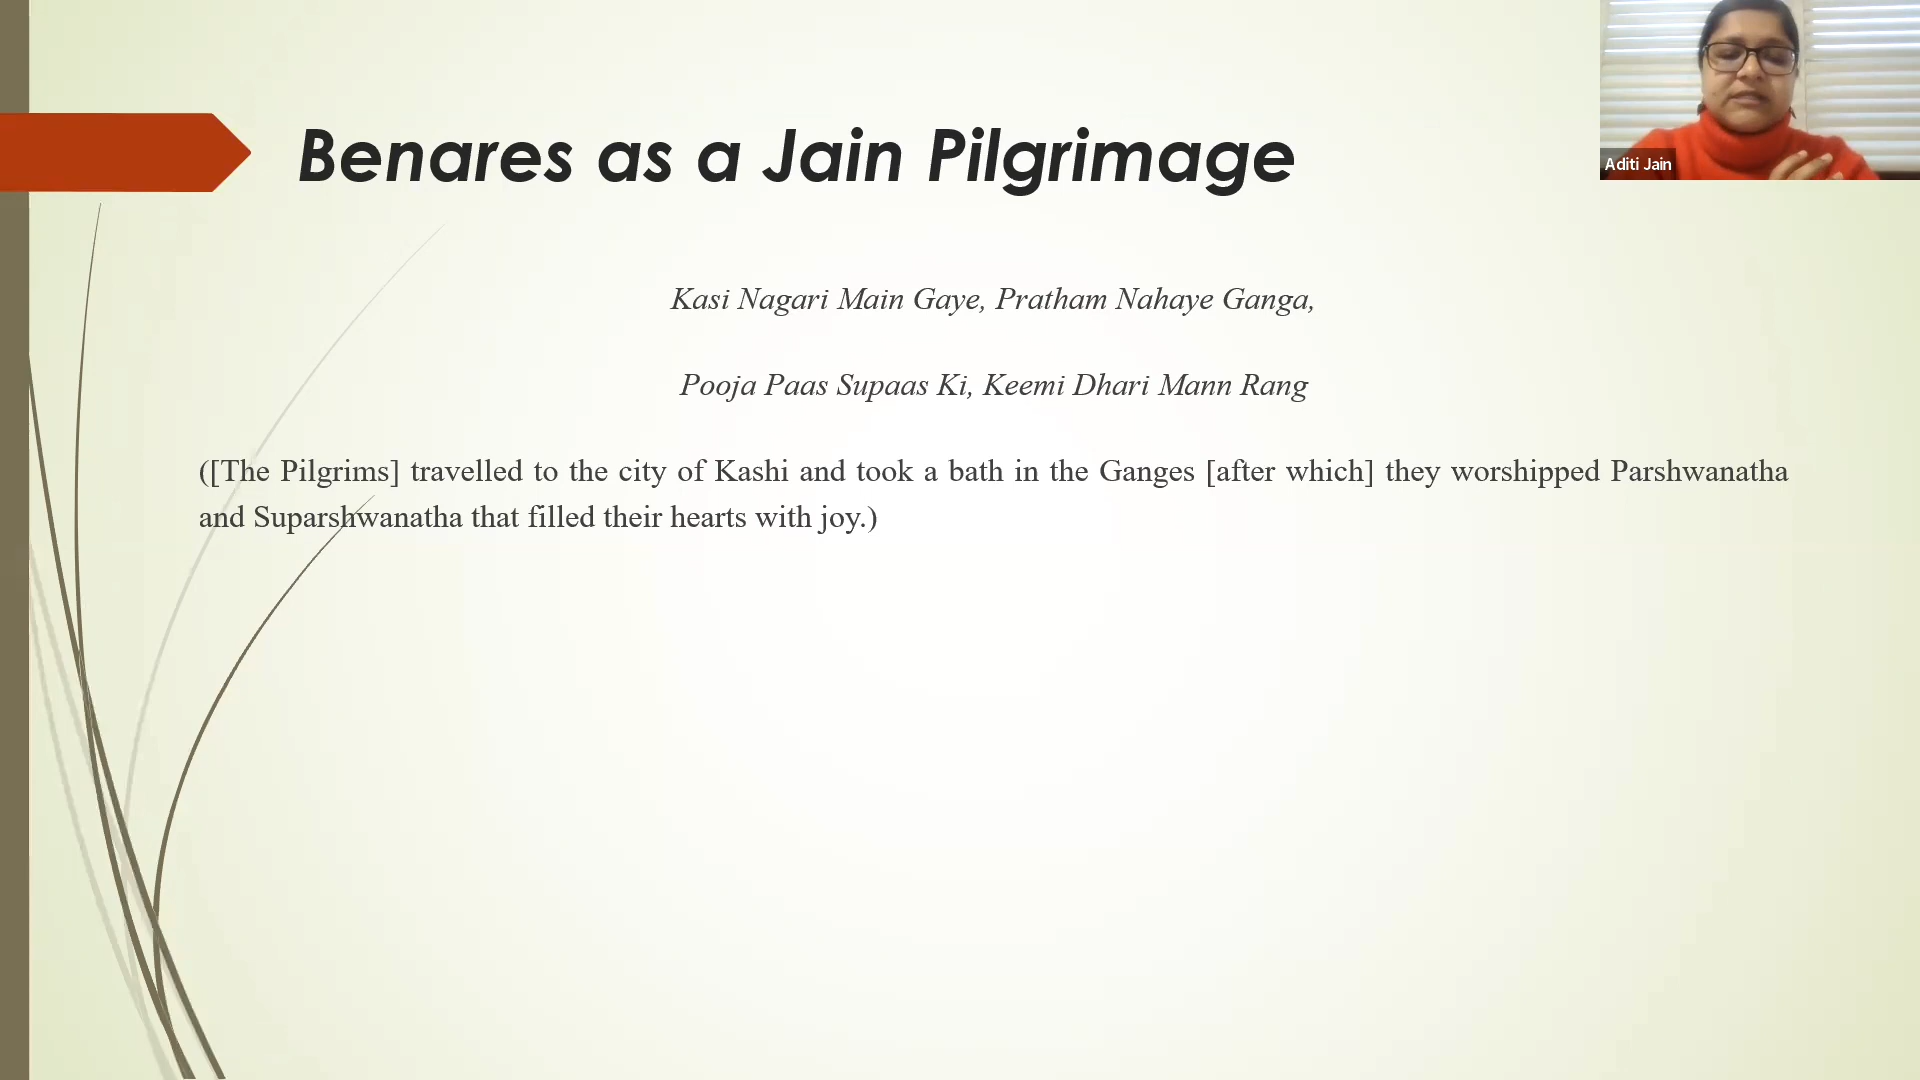 Benares as a Jain Pilgrimage
Aditi Jain
Kasi Nagari Main Gaye, Pratham Nahaye Ganga,
Pooja Paas Supaas Ki, Keemi Dhari Mann Rang
([The Pilgrims] travelled to the city of Kashi and took a bath in the Ganges [after which] they worshipped Parshwanatha
and Suparshwanatha that filled their hearts with joy.)